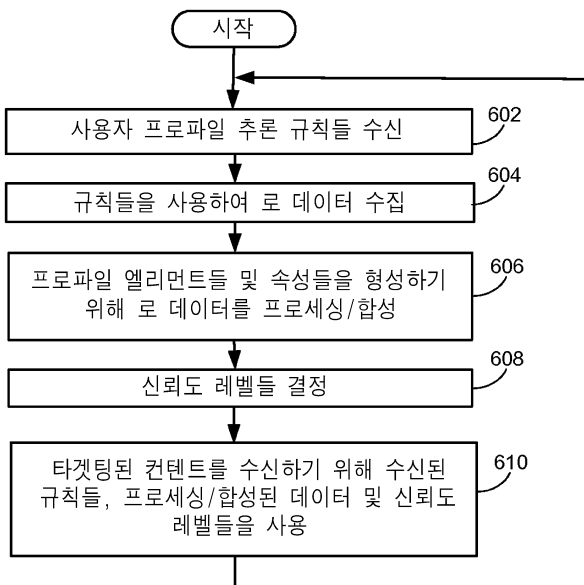 시작
사용자 프로파일 추론 규칙들 수신
602
규칙들을 사용하여 로 데이터 수집
604
프로파일 엘리먼트들 및 속성들을 형성하기
위해 로 데이터를 프로세싱/합성
606
신뢰도 레벨들 결정
608
타겟팅된 컨텐트를 수신하기 위해 수신된
규칙들, 프로세싱/합성된 데이터 및 신뢰도
레벨들을 사용
610